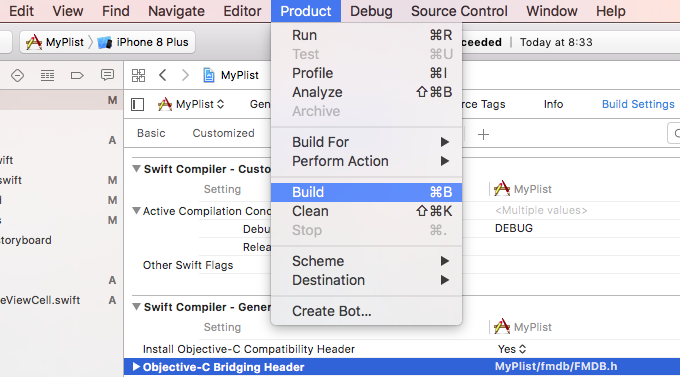 Edit View Find Navigate Editor Product Debug Source Control Window Help
MyPlist iPhone 8 Plus ceeded | Today at 8:33
MyPlist
M
MyPlist Gen rce Tags Info Build Settings
Basic Customized +
Run ⌘R
Test ⌘U
Profile ⌘I
Analyze ⇧⌘B
Archive
Build For
Perform Action
Build ⌘B
Clean ⇧⌘K
Stop ⌘.
Scheme
Destination
Create Bot...
A
ift
swift M
d M
s M
toryboard
A
eViewCell.swift A
Swift Compiler - Custo
Setting MyPlist
Active Compilation Cond <Multiple values>
Debu DEBUG
Relea
Other Swift Flags
Swift Compiler - Gener
Setting MyPlist
Install Objective-C Compatibility Header Yes
Objective-C Bridging Header MyPlist/fmdb/FMDB.h